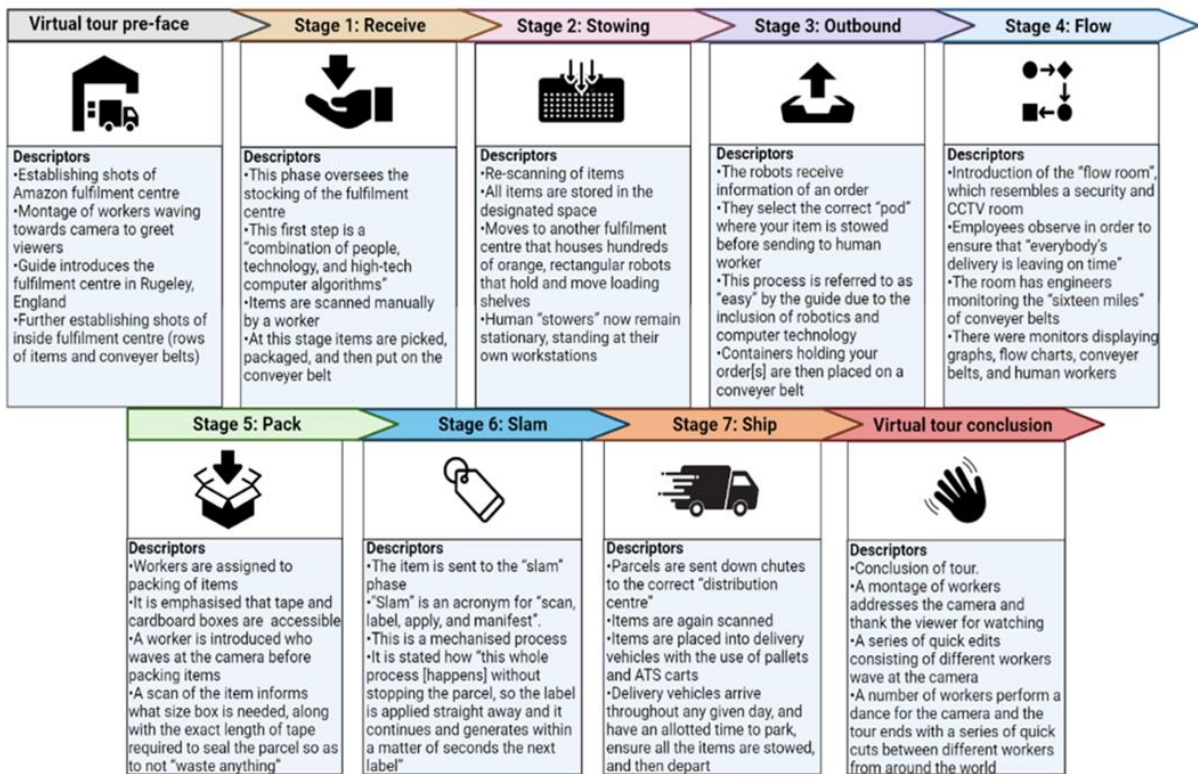 Virtual tour pre-face
Stage 1: Receive
Stage 2: Stowing
Stage 3: Outbound
Stage 4: Flow
Descriptors
•Establishing shots of
Amazon fulfilment centre
•Montage of workers waving
towards camera to greet
viewers
•Guide introduces the
fulfilment centre in Rugeley,
England
•Further establishing shots of
inside fulfilment centre (rows
of items and conveyer belts)
Descriptors
•This phase oversees the
stocking of the fulfilment
centre
•This first step is a
“combination of people,
technology, and high-tech
computer algorithms”
•Items are scanned manually
by a worker
•At this stage items are picked,
packaged, and then put on the
conveyer belt
Descriptors
•Re-scanning of items
•All items are stored in the
designated space
•Moves to another fulfilment
centre that houses hundreds
of orange, rectangular robots
that hold and move loading
shelves
•Human “stowers” now remain
stationary, standing at their
own workstations
Descriptors
•The robots receive
information of an order
•They select the correct “pod”
where your item is stowed
before sending to human
worker
•This process is referred to as
“easy” by the guide due to the
inclusion of robotics and
computer technology
•Containers holding your
order[s] are then placed on a
conveyer belt
Descriptors
•Introduction of the “flow room”,
which resembles a security and
CCTV room
•Employees observe in order to
ensure that “everybody’s
delivery is leaving on time”
•The room has engineers
monitoring the “sixteen miles”
of conveyer belts
•There were monitors displaying
graphs, flow charts, conveyer
belts, and human workers
Stage 5: Pack
Stage 6: Slam
Stage 7: Ship
Virtual tour conclusion
Descriptors
•Workers are assigned to
packing of items
•It is emphasised that tape and
cardboard boxes are accessible
•A worker is introduced who
waves at the camera before
packing items
•A scan of the item informs
what size box is needed, along
with the exact length of tape
required to seal the parcel so as
to not “waste anything”
Descriptors
•The item is sent to the “slam”
phase
•“Slam” is an acronym for “scan,
label, apply, and manifest”.
•This is a mechanised process
•It is stated how “this whole
process [happens] without
stopping the parcel, so the label
is applied straight away and it
continues and generates within
a matter of seconds the next
label”
Descriptors
•Parcels are sent down chutes
to the correct “distribution
centre”
•Items are again scanned
•Items are placed into delivery
vehicles with the use of pallets
and ATS carts
•Delivery vehicles arrive
throughout any given day, and
have an allotted time to park,
ensure all the items are stowed,
and then depart
Descriptors
•Conclusion of tour.
•A montage of workers
addresses the camera and
thank the viewer for watching
•A series of quick edits
consisting of different workers
wave at the camera
•A number of workers perform a
dance for the camera and the
tour ends with a series of quick
cuts between different workers
from around the world